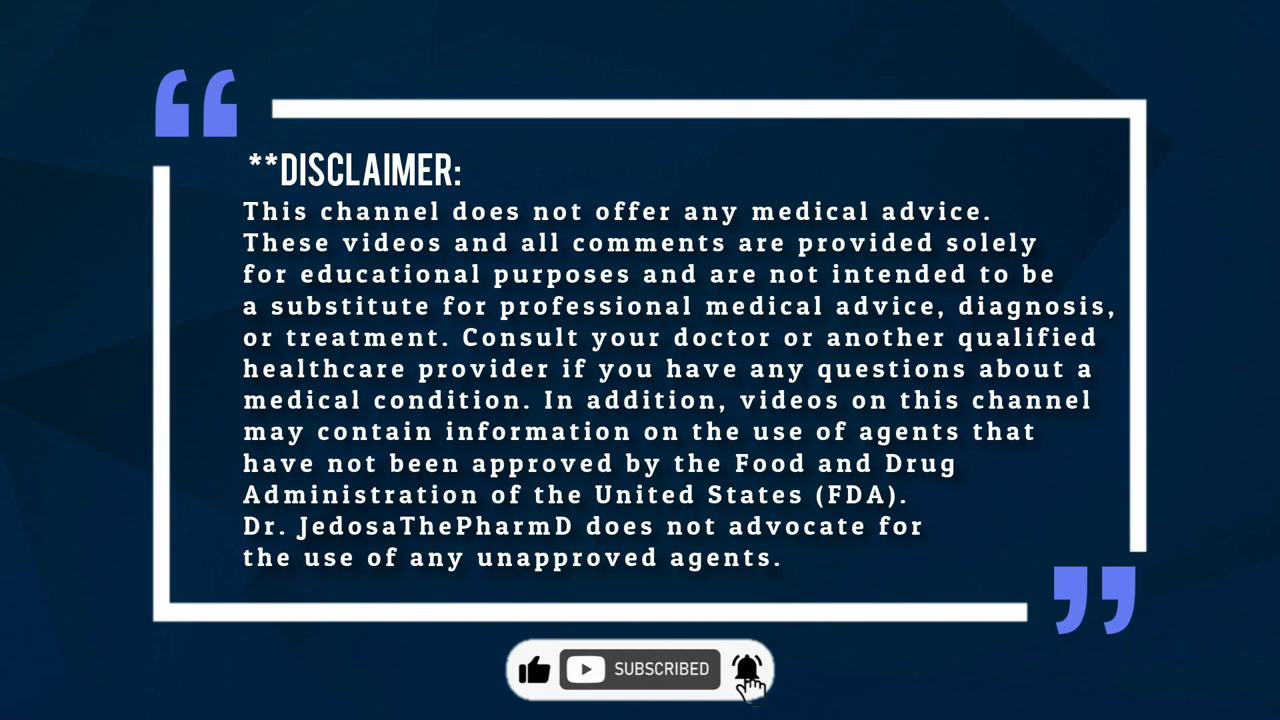 **DISCLAIMER:
This channel does not offer any medical advice.
These videos and all comments are provided solely
for educational purposes and are not intended to be
a substitute for professional medical advice, diagnosis,
or treatment. Consult your doctor or another qualified
healthcare provider if you have any questions about a
medical condition. In addition, videos on this channel
may contain information on the use of agents that
have not been approved by the Food and Drug
Administration of the United States (FDA).
Dr. JedosaThePharmD does not advocate for
the use of any unapproved agents.
SUBSCRIBED